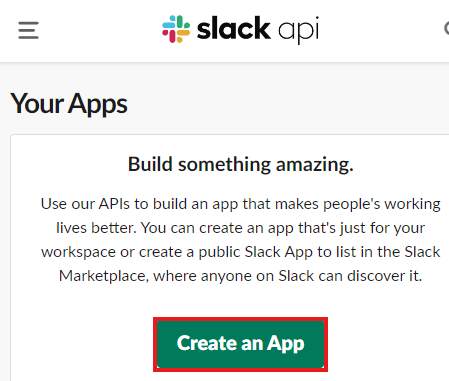 slack api
Your Apps
Build something amazing.
Use our APIs to build an app that makes people's working
lives better. You can create an app that's just for your
workspace or create a public Slack App to list in the Slack
Marketplace, where anyone on Slack can discover it.
Create an App